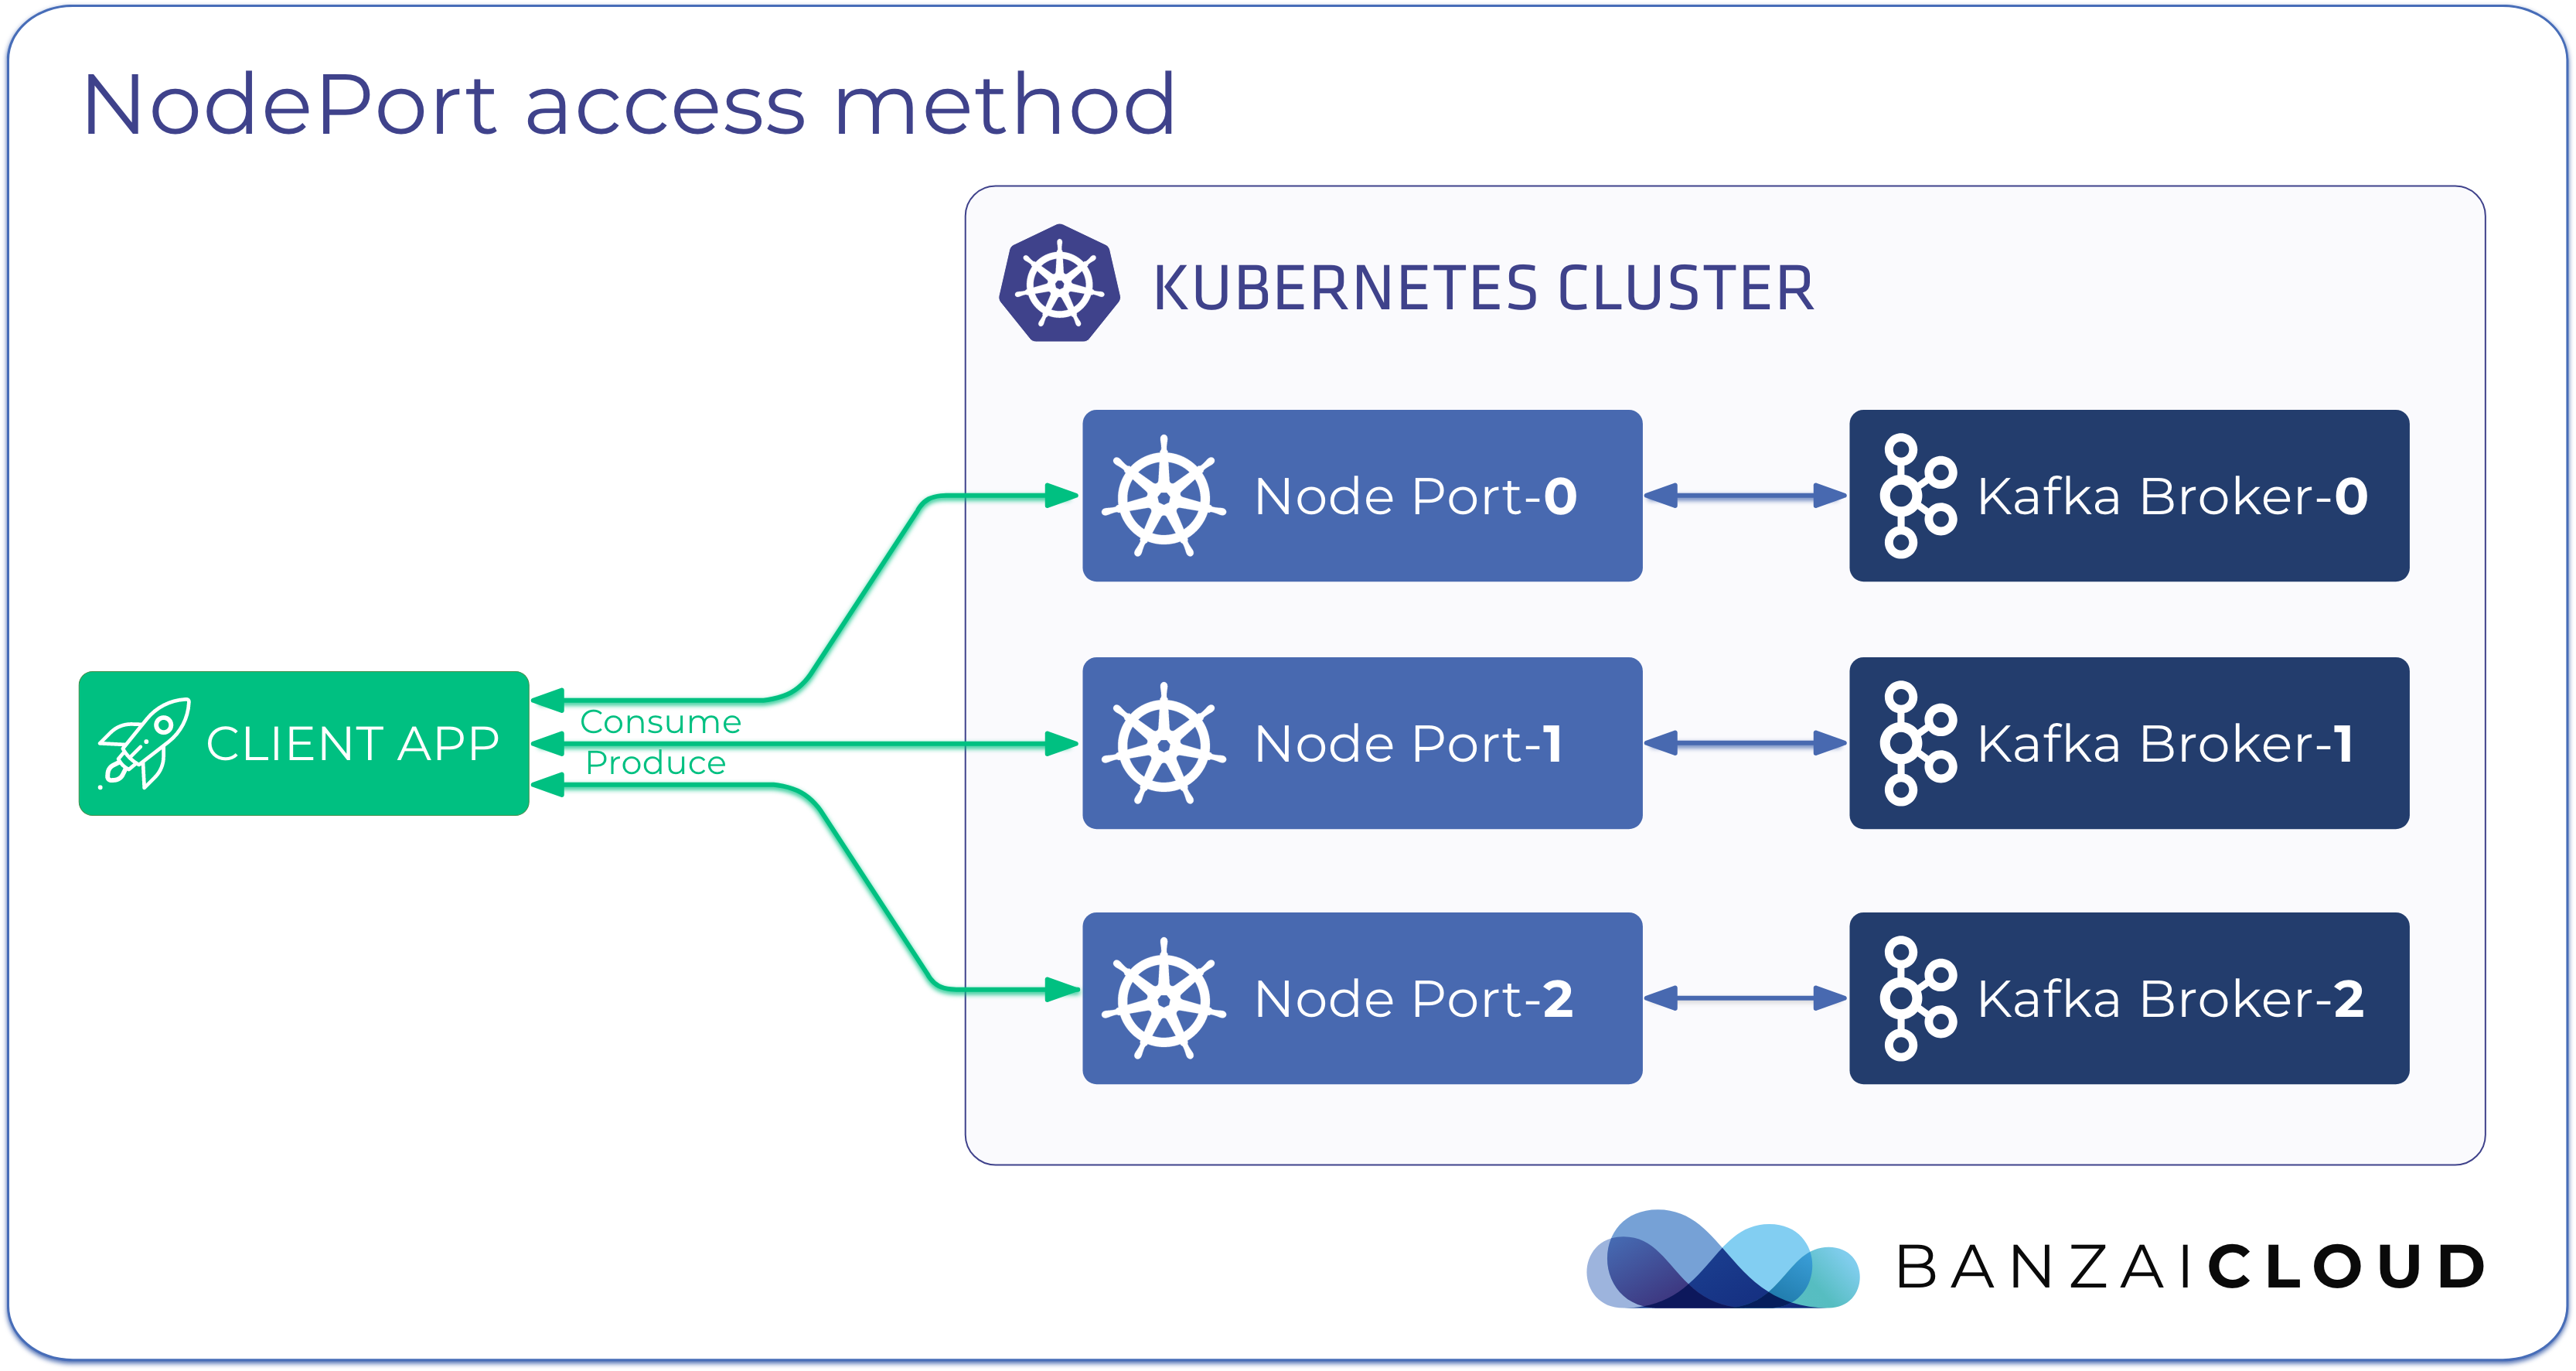 NodePort access method
KUBERNETES CLUSTER
Node Port-0
Kafka Broker-0
CLIENT APP
Consume
Produce
Node Port-1
Kafka Broker-1
Node Port-2
Kafka Broker-2
BANZAICLOUD